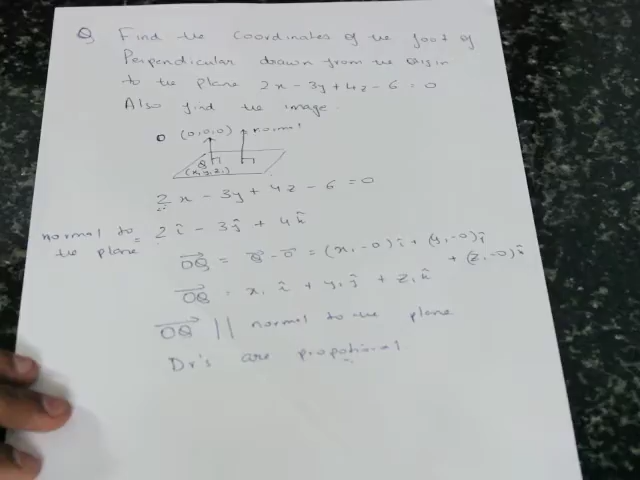 Q Find the coordinates of the foot of
Perpendicular drawn from the origin
to the plane 2x - 3y + 4z - 6 = 0
Also find the image.
O (0,0,0) normal
Q
(x₁, y₁, z₁)
2x - 3y + 4z - 6 = 0
normal to the plane = 2î - 3ĵ + 4k̂
OQ = Q - O = (x₁-0)î + (y₁-0)ĵ
+ (z₁-0)k̂
OQ = x₁î + y₁ĵ + z₁k̂
OQ || normal to the plane
Dr's are propotional